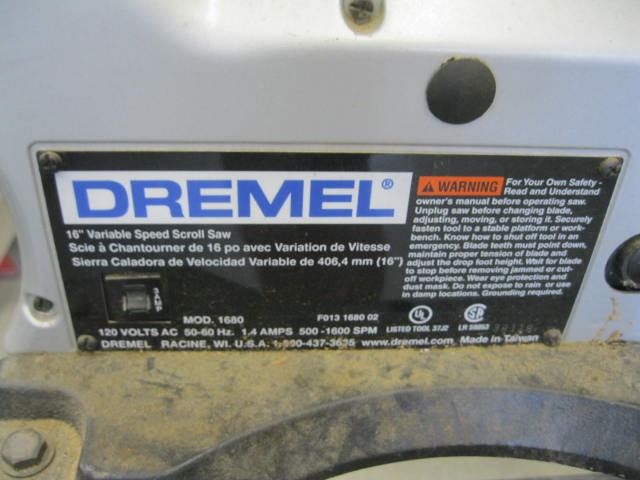 DREMEL®
16" Variable Speed Scroll Saw
Scie à Chantourner de 16 po avec Variation de Vitesse
Sierra Caladora de Velocidad Variable de 406,4 mm (16")
MOD. 1680
F013 1680 02
120 VOLTS AC 50-60 Hz. 1.4 AMPS 500-1600 SPM
DREMEL RACINE, WI. U.S.A. 1-800-437-3635 www.dremel.com Made in Taiwan
WARNING For Your Own Safety -
Read and Understand
owner's manual before operating saw.
Unplug saw before changing blade,
adjusting, moving, or storing it. Securely
fasten tool to a stable platform or work-
bench. Know how to shut off tool in an
emergency. Blade teeth must point down,
maintain proper tension of blade and
adjust the drop foot height. Wait for blade
to stop before removing jammed or cut-
off workpiece. Wear eye protection and
dust mask. Do not expose to rain or use
in damp locations. Grounding required.
UL
LISTED TOOL 37J2
SA